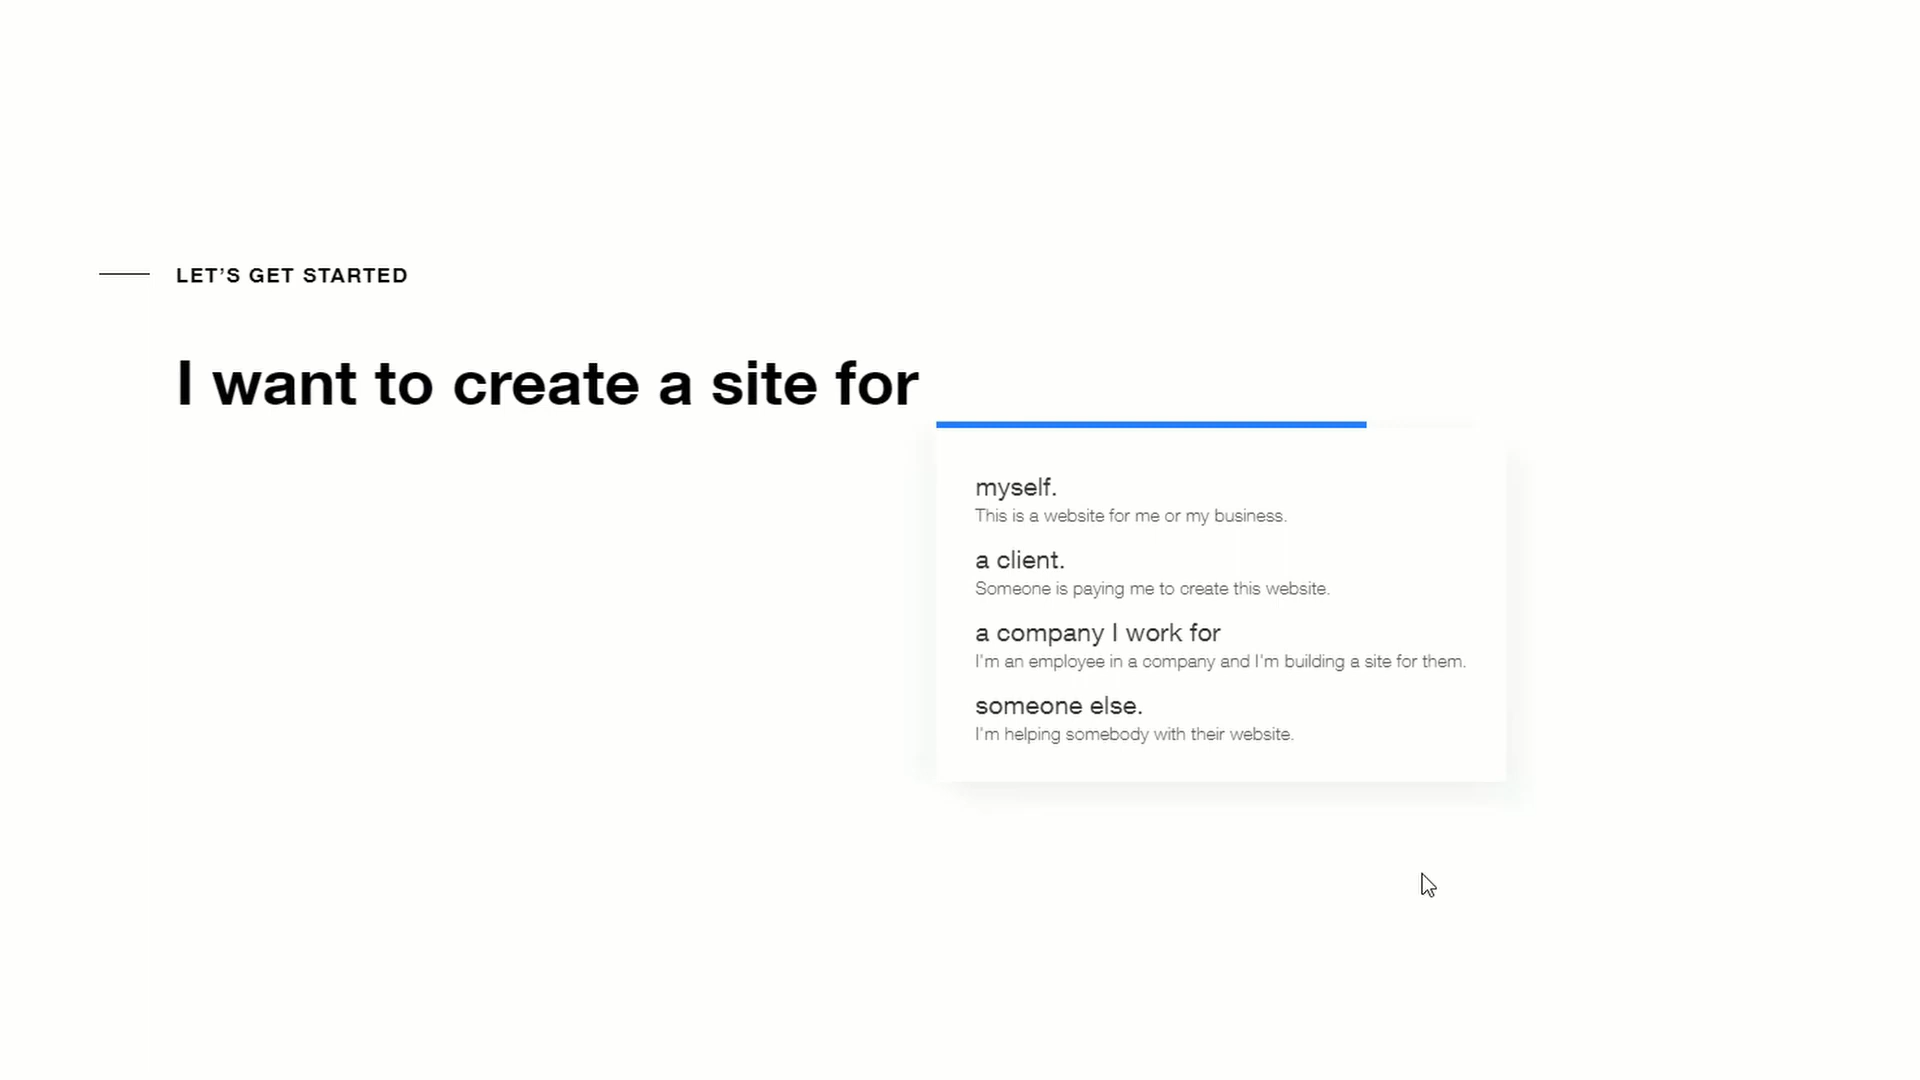 LET’S GET STARTED
I want to create a site for
myself.
This is a website for me or my business.
a client.
Someone is paying me to create this website.
a company I work for
I'm an employee in a company and I'm building a site for them.
someone else.
I'm helping somebody with their website.